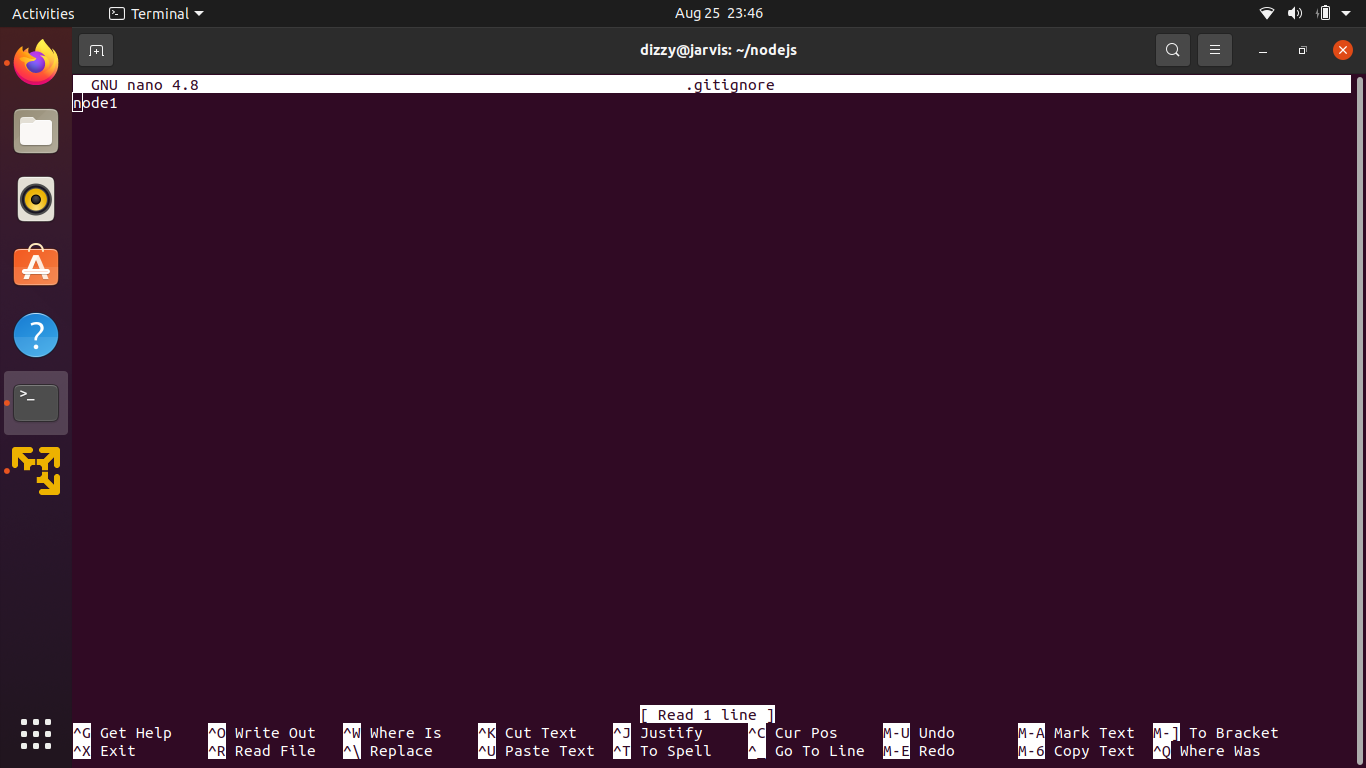 Activities Terminal Aug 25 23:46
dizzy@jarvis: ~/nodejs
GNU nano 4.8 .gitignore
node1
[ Read 1 line ]
^G Get Help ^O Write Out ^W Where Is ^K Cut Text ^J Justify ^C Cur Pos M-U Undo M-A Mark Text M-] To Bracket
^X Exit ^R Read File ^\ Replace ^U Paste Text ^T To Spell ^_ Go To Line M-E Redo M-6 Copy Text ^Q Where Was